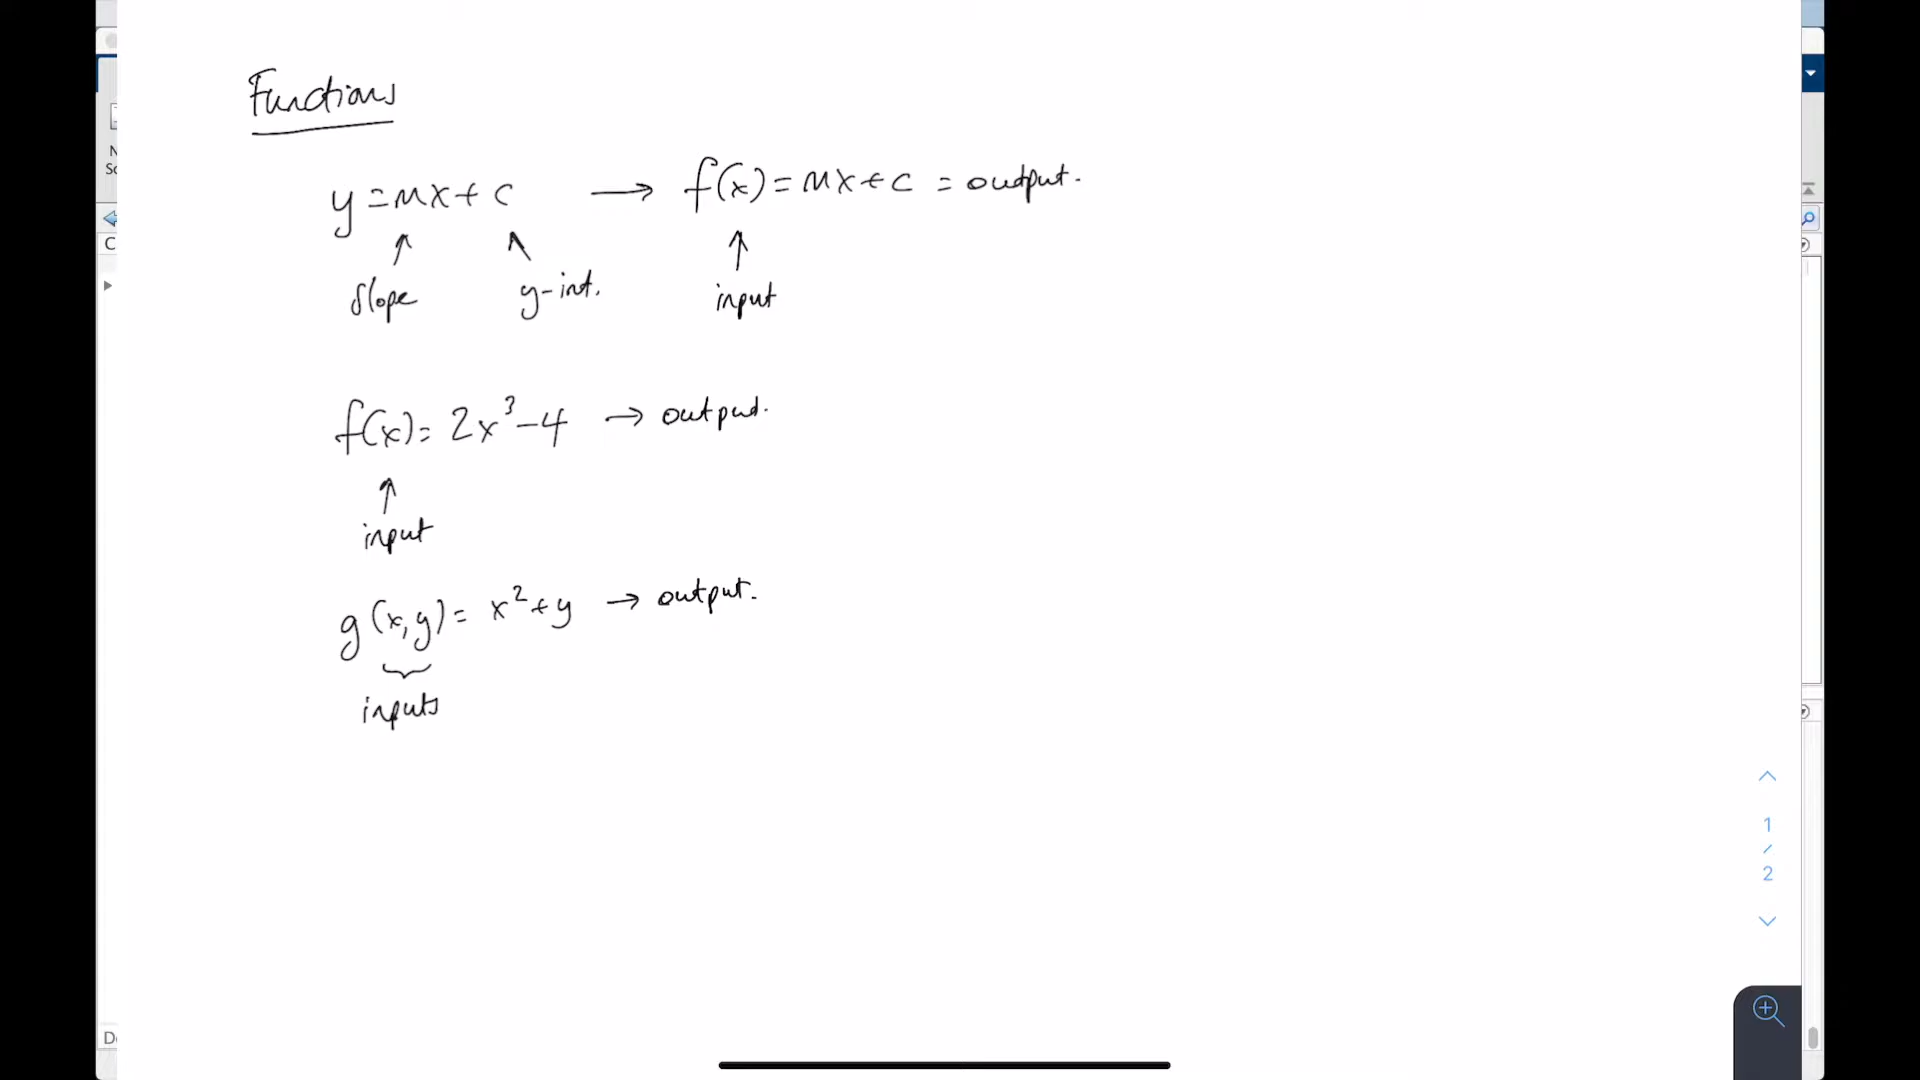 Functions
y = mx + c → f(x) = mx + c = output.
↑ slope ↑ y-int. ↑ input
f(x) = 2x³ - 4 → output.
↑
input
g(x,y) = x² + y → output.
inputs
1
/
2